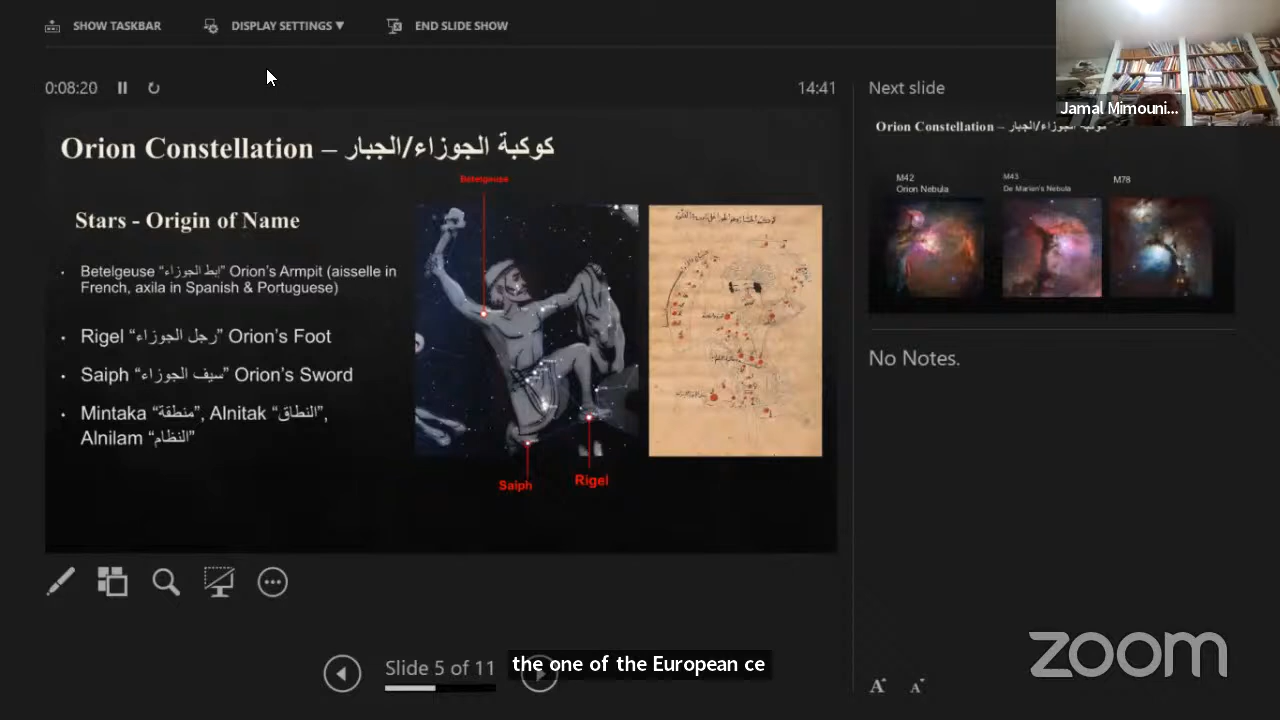 SHOW TASKBAR
DISPLAY SETTINGS ▼
END SLIDE SHOW
0:08:20
14:41
Next slide
Jamal Mimouni...
Orion Constellation – كوكبة الجوزاء/الجبار
Betelgeuse
Stars - Origin of Name
· Betelgeuse “إبط الجوزاء” Orion's Armpit (aisselle in
French, axila in Spanish & Portuguese)
· Rigel “رجل الجوزاء” Orion's Foot
· Saiph “سيف الجوزاء” Orion's Sword
· Mintaka “منطقة”, Alnitak “النطاق”,
Alnilam “النظام”
Saiph
Rigel
Orion Constellation – كوكبة الجوزاء/الجبار
M42
Orion Nebula
M43
De Marian's Nebula
M78
No Notes.
Slide 5 of 11
the one of the European ce
zoom
A A